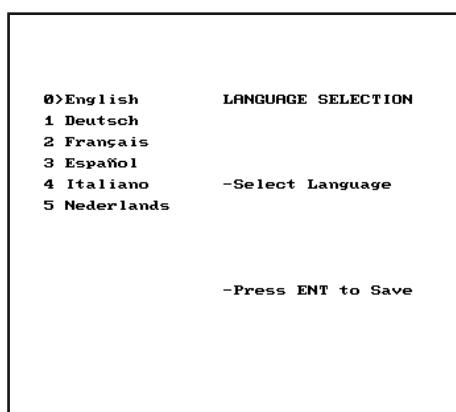 0>English LANGUAGE SELECTION
1 Deutsch
2 Français
3 Español
4 Italiano -Select Language
5 Nederlands
-Press ENT to Save